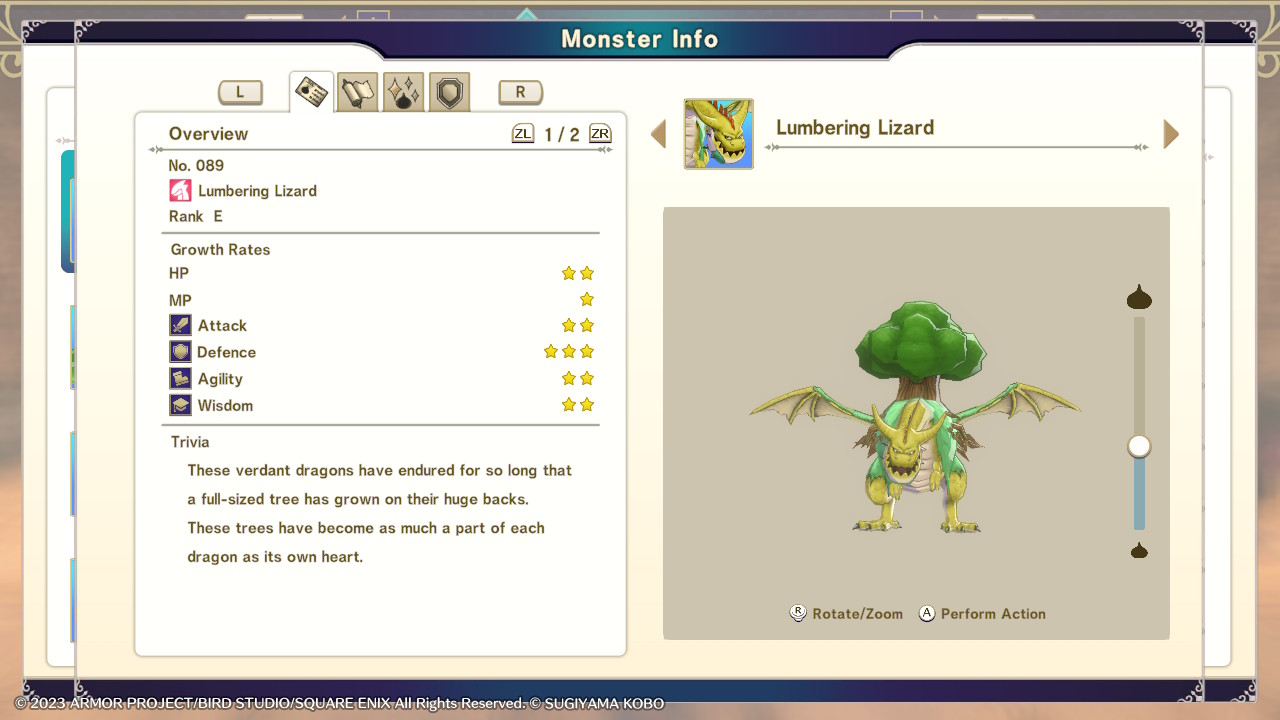 Monster Info
L
R
Overview
ZL 1 / 2 ZR
No. 089
Lumbering Lizard
Rank E
Growth Rates
HP
MP
Attack
Defence
Agility
Wisdom
Trivia
These verdant dragons have endured for so long that
a full-sized tree has grown on their huge backs.
These trees have become as much a part of each
dragon as its own heart.
Lumbering Lizard
R Rotate/Zoom A Perform Action
© 2023 ARMOR PROJECT/BIRD STUDIO/SQUARE ENIX All Rights Reserved. © SUGIYAMA KOBO